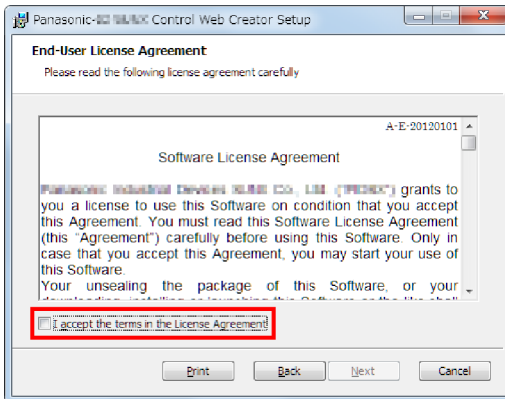 Panasonic- Control Web Creator Setup
End-User License Agreement
Please read the following license agreement carefully
A-E-20120101
Software License Agreement
grants to
you a license to use this Software on condition that you accept
this Agreement. You must read this Software License Agreement
(this "Agreement") carefully before using this Software. Only in
case that you accept this Agreement, you may start your use of
this Software.
Your unsealing the package of this Software, or your
I accept the terms in the License Agreement
Print Back Next Cancel